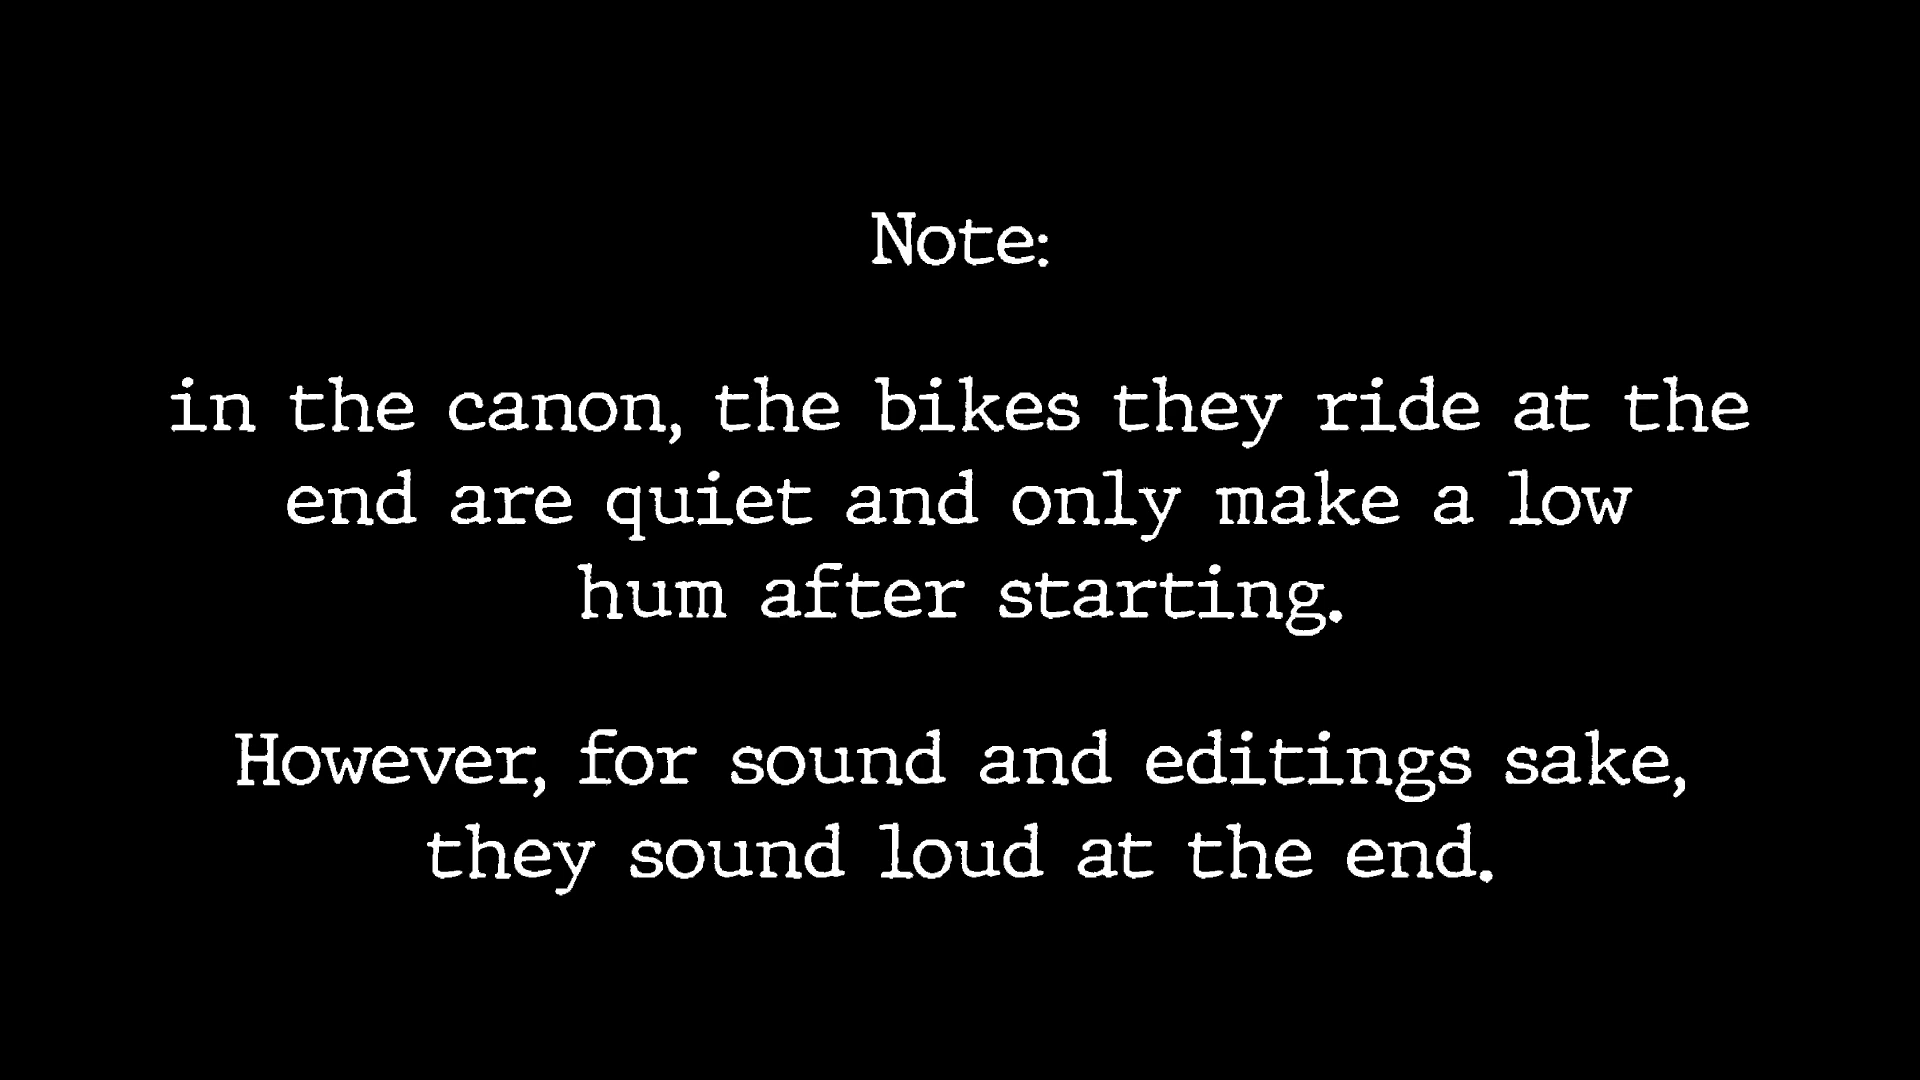 Note:
in the canon, the bikes they ride at the
end are quiet and only make a low
hum after starting.
However, for sound and editings sake,
they sound loud at the end.